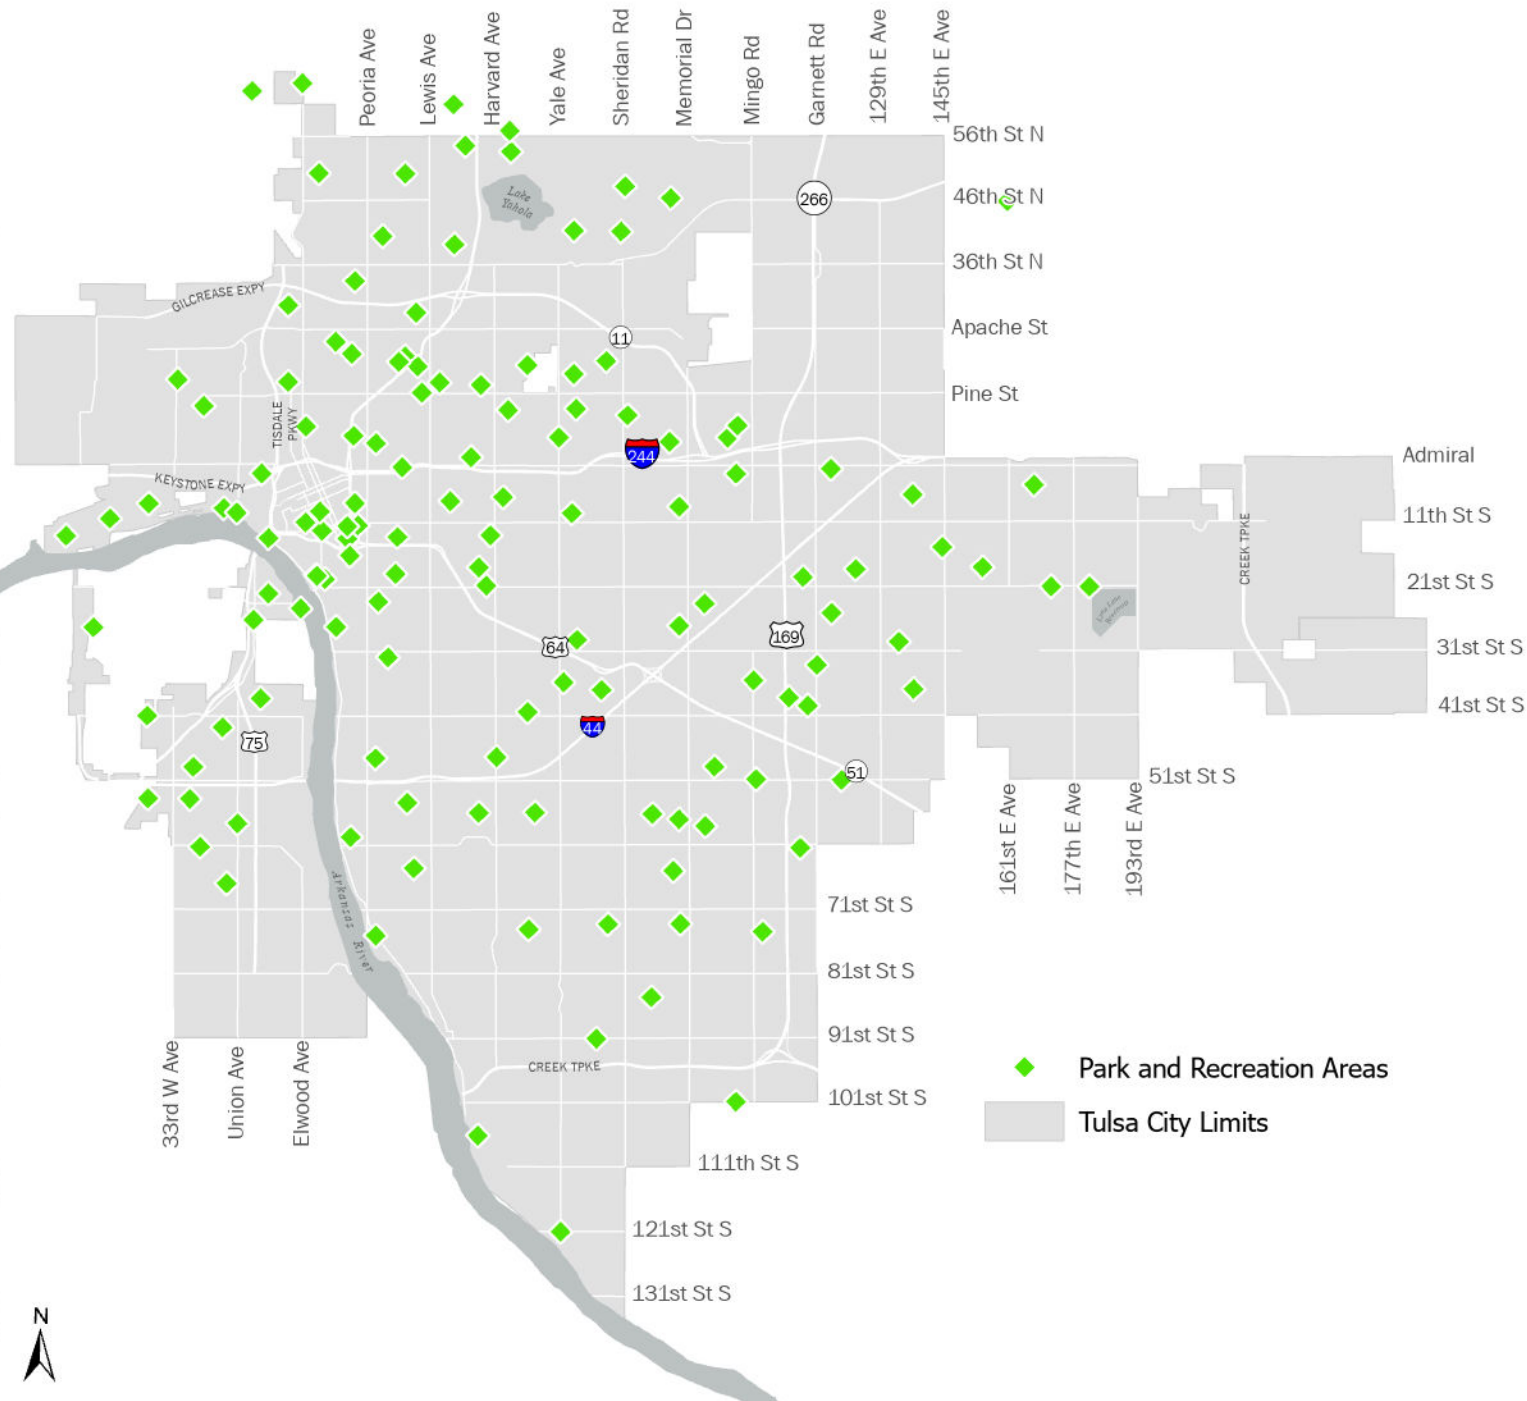 Peoria Ave
Lewis Ave
Harvard Ave
Yale Ave
Sheridan Rd
Memorial Dr
Mingo Rd
Garnett Rd
129th E Ave
145th E Ave
56th St N
Lake
Yahola
266
46th St N
36th St N
GILCREASE EXPY
11
Apache St
Pine St
TISDALE
PKWY
244
Admiral
KEYSTONE EXPY
11th St S
CREEK TPKE
21st St S
64
169
31st St S
41st St S
75
44
51
51st St S
161st E Ave
177th E Ave
193rd E Ave
Arkansas River
71st St S
81st St S
91st St S
CREEK TPKE
33rd W Ave
Union Ave
Elwood Ave
Park and Recreation Areas
101st St S
Tulsa City Limits
111th St S
121st St S
131st St S
N